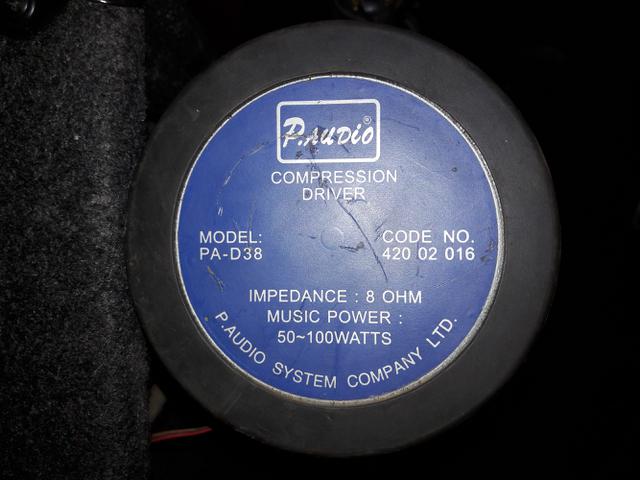 P.AUDIO®
COMPRESSION
DRIVER
MODEL:
PA-D38
CODE NO.
420 02 016
IMPEDANCE : 8 OHM
MUSIC POWER :
50~100WATTS
P.AUDIO SYSTEM COMPANY LTD.